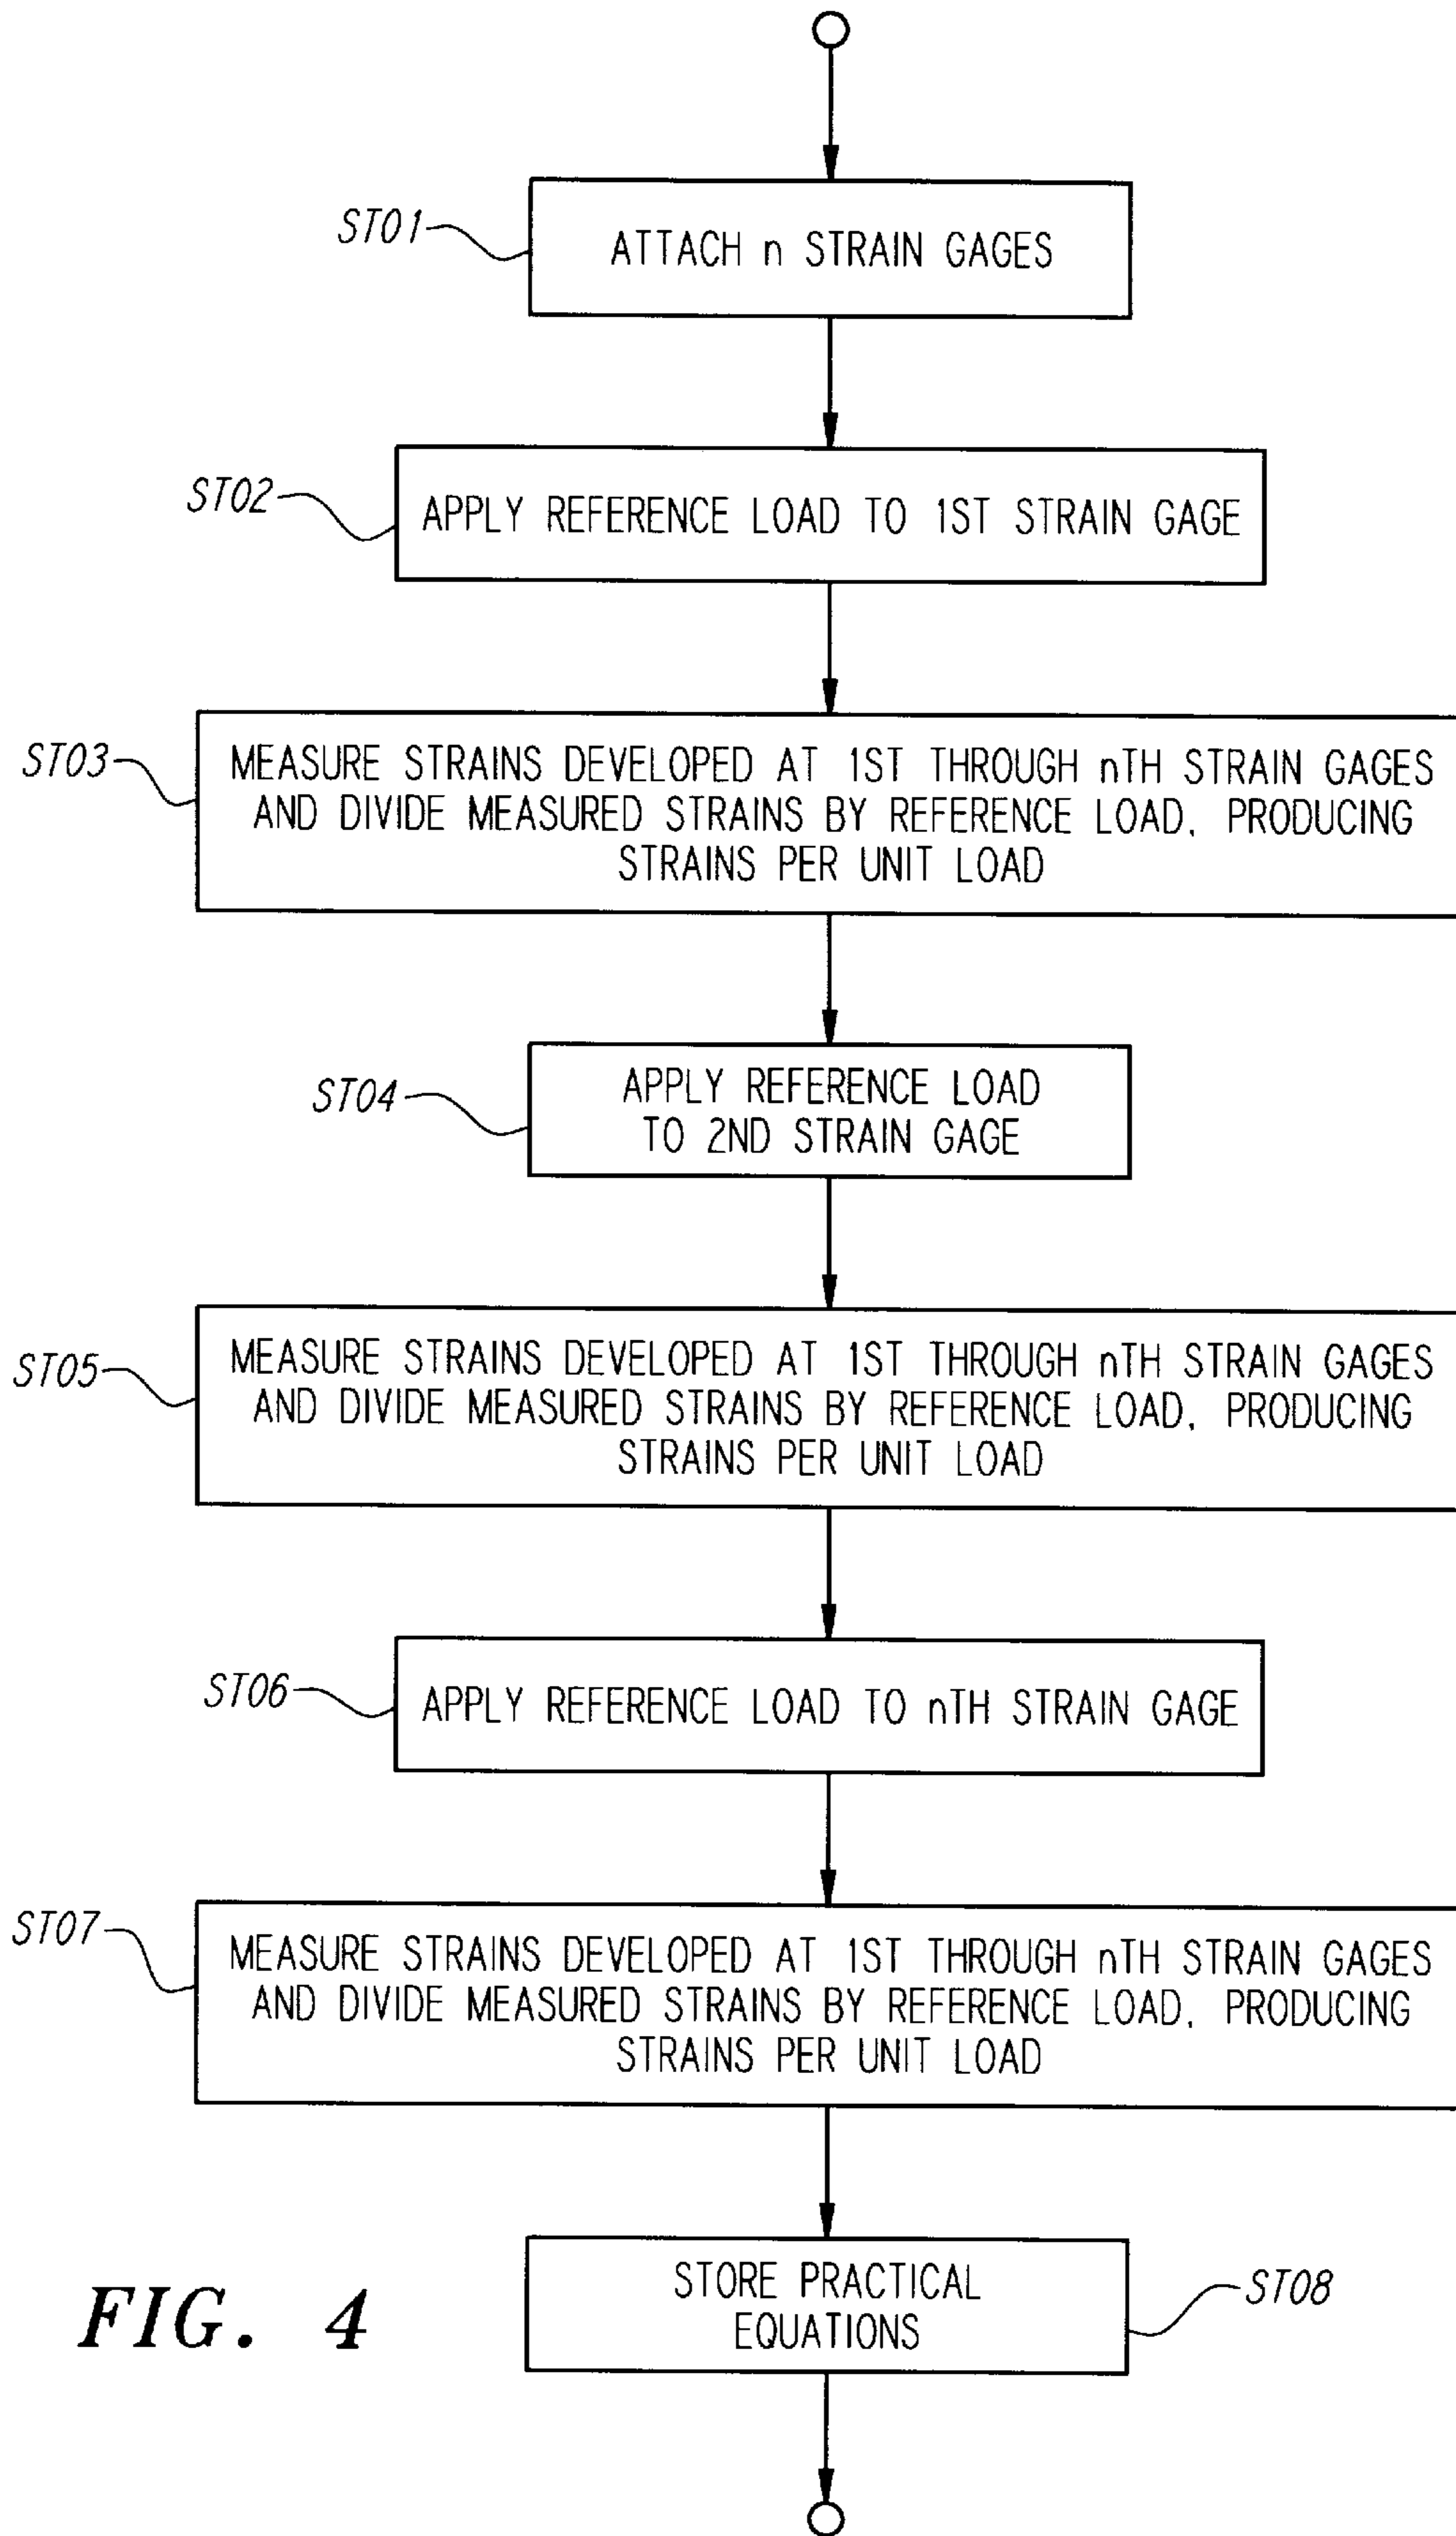 ST01
ATTACH n STRAIN GAGES
ST02
APPLY REFERENCE LOAD TO 1ST STRAIN GAGE
ST03
MEASURE STRAINS DEVELOPED AT 1ST THROUGH nTH STRAIN GAGES
AND DIVIDE MEASURED STRAINS BY REFERENCE LOAD, PRODUCING
STRAINS PER UNIT LOAD
ST04
APPLY REFERENCE LOAD
TO 2ND STRAIN GAGE
ST05
MEASURE STRAINS DEVELOPED AT 1ST THROUGH nTH STRAIN GAGES
AND DIVIDE MEASURED STRAINS BY REFERENCE LOAD, PRODUCING
STRAINS PER UNIT LOAD
ST06
APPLY REFERENCE LOAD TO nTH STRAIN GAGE
ST07
MEASURE STRAINS DEVELOPED AT 1ST THROUGH nTH STRAIN GAGES
AND DIVIDE MEASURED STRAINS BY REFERENCE LOAD, PRODUCING
STRAINS PER UNIT LOAD
STORE PRACTICAL
EQUATIONS
ST08
FIG. 4